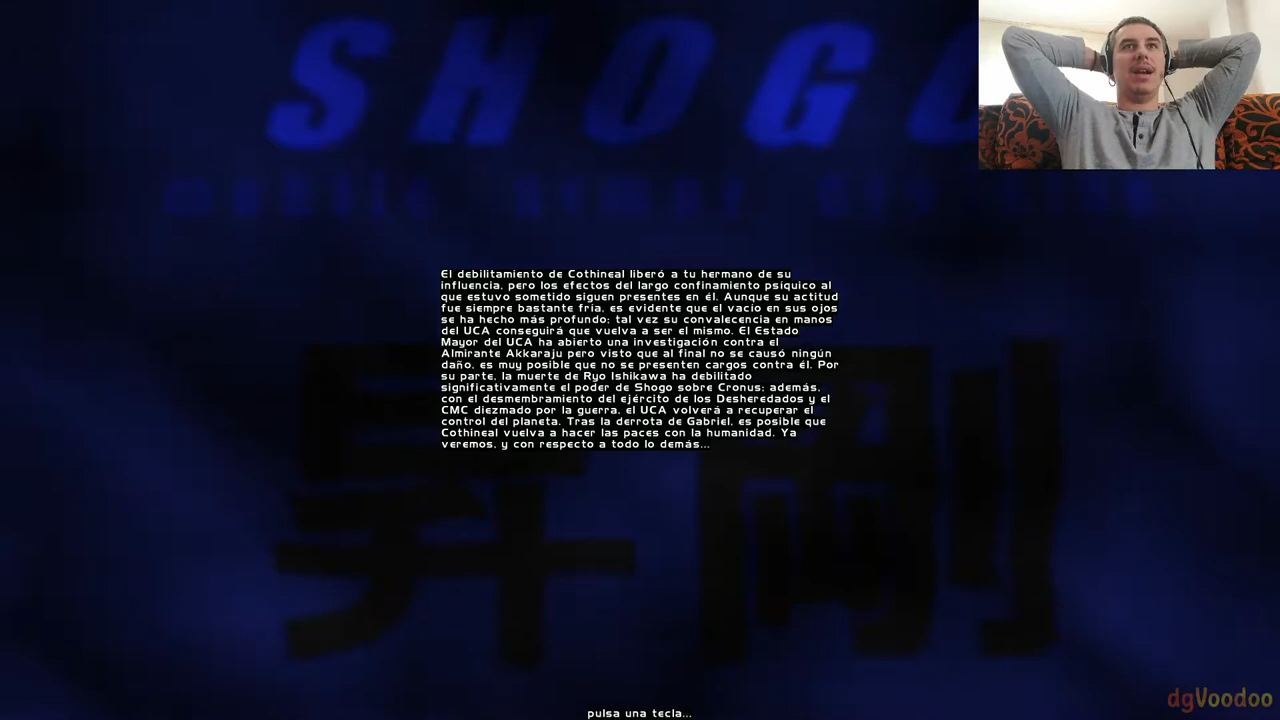 SHOGO
El debilitamiento de Cothineal liberó a tu hermano de su
influencia, pero los efectos del largo confinamiento psíquico al
que estuvo sometido siguen presentes en él. Aunque su actitud
fue siempre bastante fría, es evidente que el vacío en sus ojos
se ha hecho más profundo; tal vez su convalecencia en manos
del UCA conseguirá que vuelva a ser el mismo. El Estado
Mayor del UCA ha abierto una investigación contra el
Almirante Akkaraju pero visto que al final no se causó ningún
daño, es muy posible que no se presenten cargos contra él. Por
su parte, la muerte de Ryo Ishikawa ha debilitado
significativamente el poder de Shogo sobre Cronus; además,
con el desmembramiento del ejército de los Desheredados y el
CMC diezmado por la guerra, el UCA volverá a recuperar el
control del planeta. Tras la derrota de Gabriel, es posible que
Cothineal vuelva a hacer las paces con la humanidad. Ya
veremos, y con respecto a todo lo demás...
pulsa una tecla...
dgVoodoo